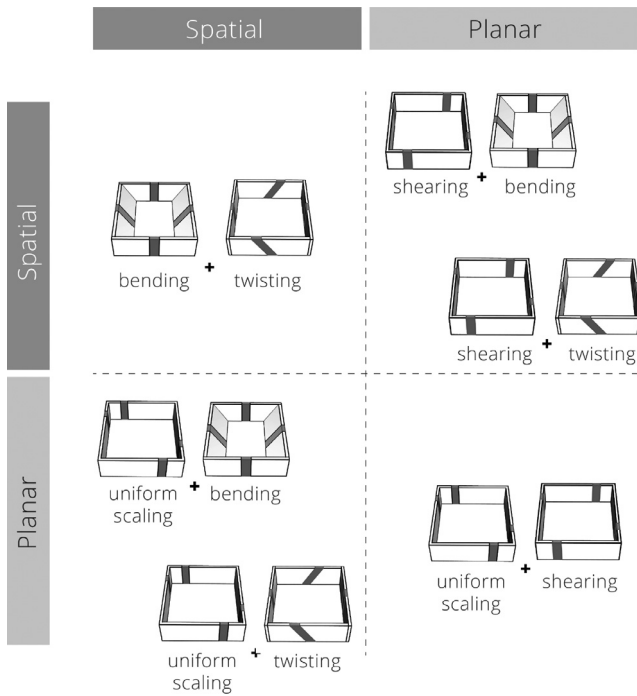 Spatial
Planar
Spatial
shearing + bending
bending + twisting
shearing + twisting
Planar
uniform scaling + bending
uniform scaling + shearing
uniform scaling + twisting